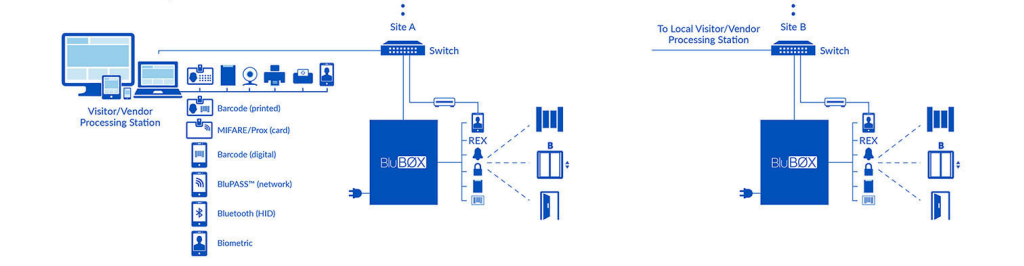 Site A
Switch
Visitor/Vendor
Processing Station
Barcode (printed)
MIFARE/Prox (card)
Barcode (digital)
BluPASS™ (network)
Bluetooth (HID)
Biometric
BluBØX
REX
B
To Local Visitor/Vendor
Processing Station
Site B
Switch
BluBØX
REX
B